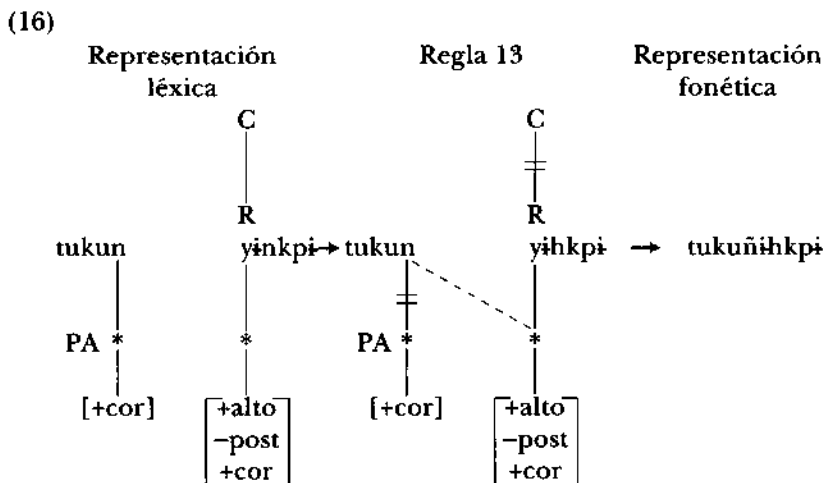 (16)
Representación Regla 13 Representación
léxica fonética
C C
R R
tukun yɨnkpɨ → tukun yɨhkpɨ → tukuñɨhkpɨ
PA * * PA * *
[+cor] [+alto [+cor] [+alto
−post −post
+cor] +cor]